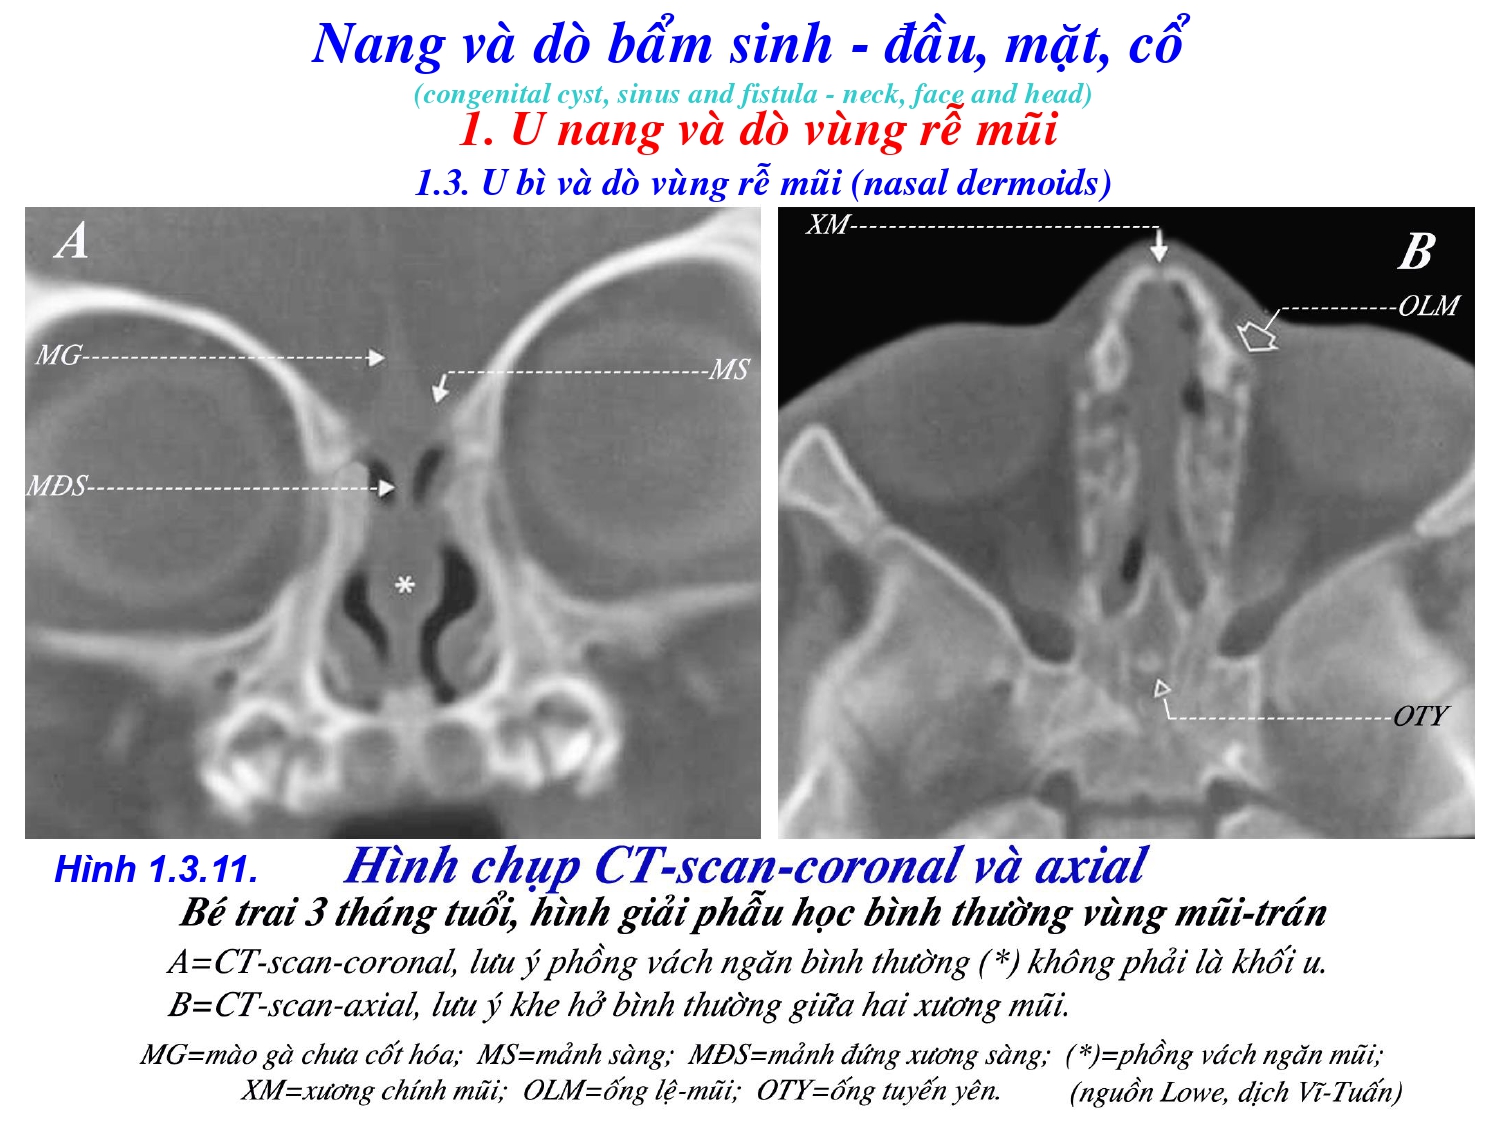 Nang và dò bẩm sinh - đầu, mặt, cổ
(congenital cyst, sinus and fistula - neck, face and head)
1. U nang và dò vùng rễ mũi
1.3. U bì và dò vùng rễ mũi (nasal dermoids)
A
MG
MS
MĐS
*
XM
B
OLM
OTY
Hình 1.3.11. Hình chụp CT-scan-coronal và axial
Bé trai 3 tháng tuổi, hình giải phẫu học bình thường vùng mũi-trán
A=CT-scan-coronal, lưu ý phồng vách ngăn bình thường (*) không phải là khối u.
B=CT-scan-axial, lưu ý khe hở bình thường giữa hai xương mũi.
MG=mào gà chưa cốt hóa; MS=mảnh sàng; MĐS=mảnh đứng xương sàng; (*)=phồng vách ngăn mũi;
XM=xương chính mũi; OLM=ống lệ-mũi; OTY=ống tuyến yên. (nguồn Lowe, dịch Vĩ-Tuấn)